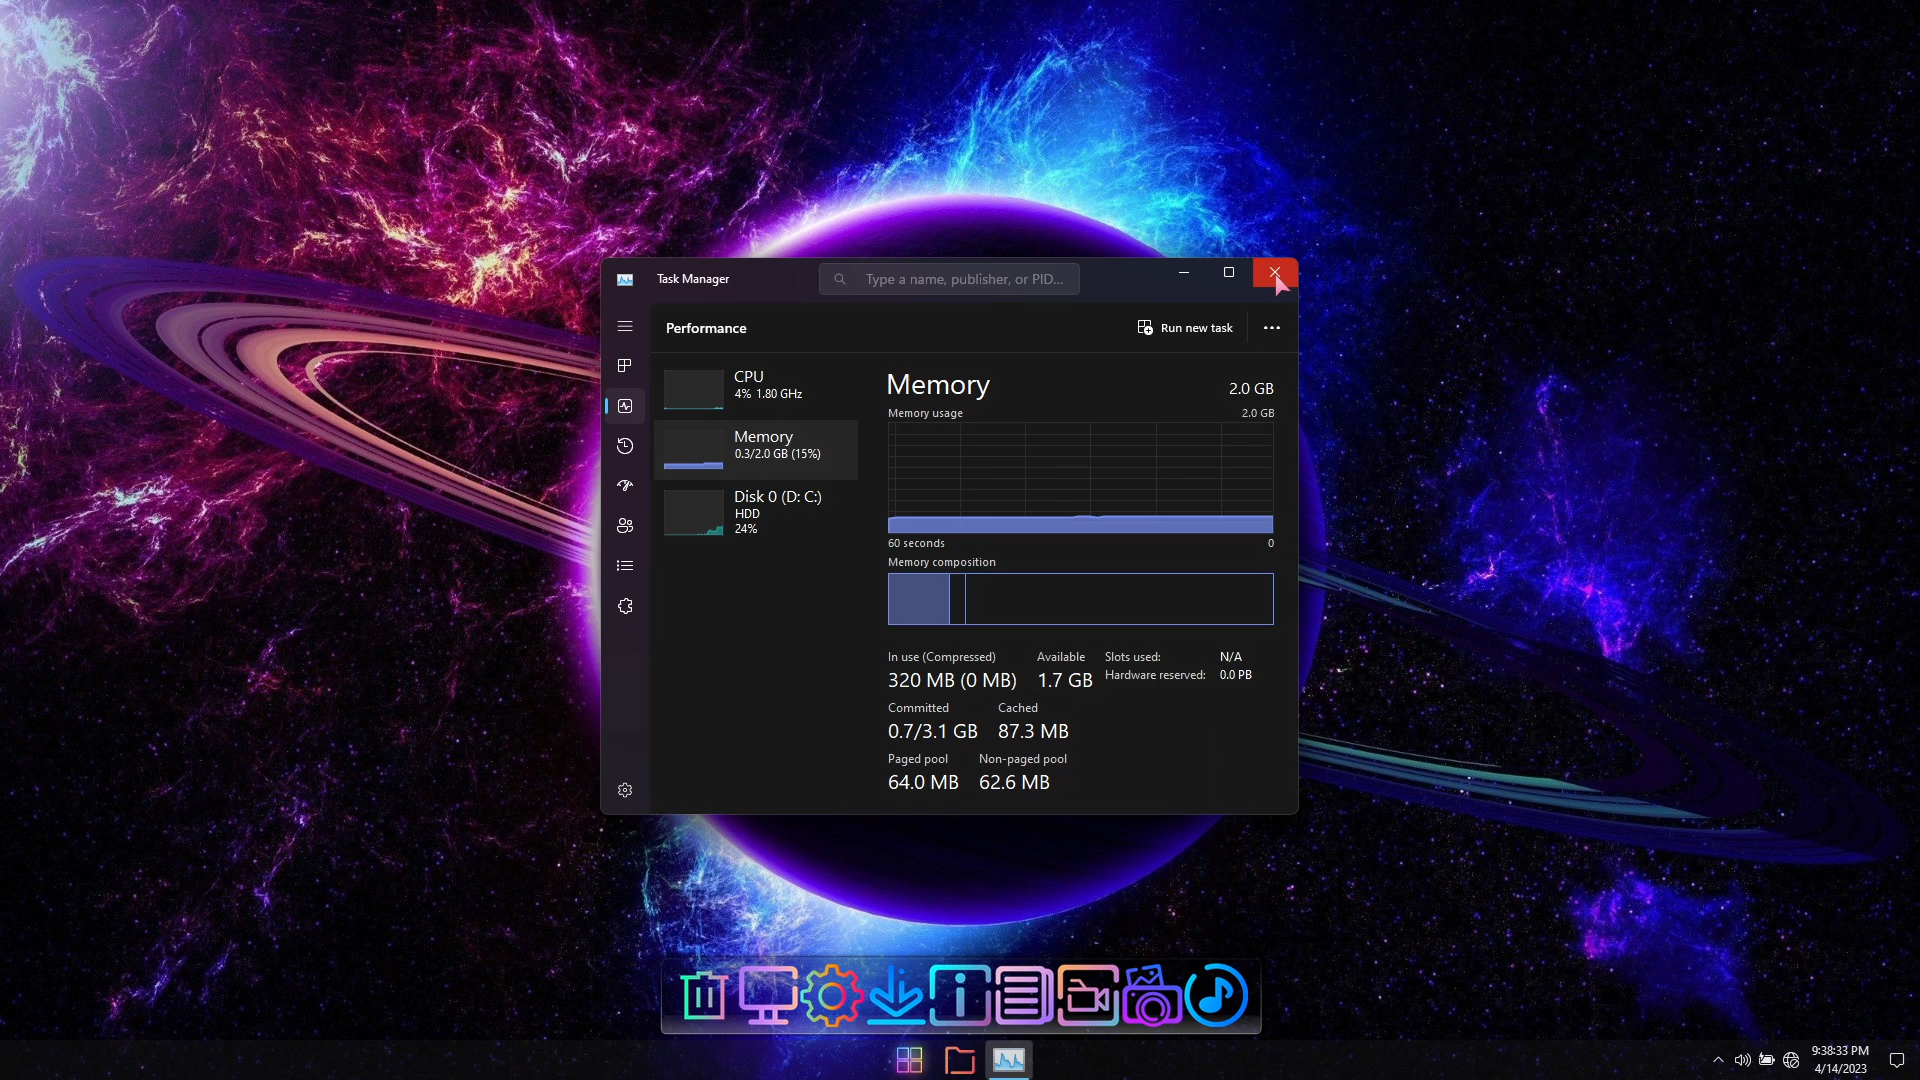 Task Manager
Type a name, publisher, or PID...
Performance
Run new task
CPU
4% 1.80 GHz
Memory
0.3/2.0 GB (15%)
Disk 0 (D: C:)
HDD
24%
Memory
2.0 GB
Memory usage
2.0 GB
60 seconds
0
Memory composition
In use (Compressed)
320 MB (0 MB)
Available
1.7 GB
Slots used:
N/A
Hardware reserved:
0.0 PB
Committed
0.7/3.1 GB
Cached
87.3 MB
Paged pool
64.0 MB
Non-paged pool
62.6 MB
9:38:33 PM
4/14/2023